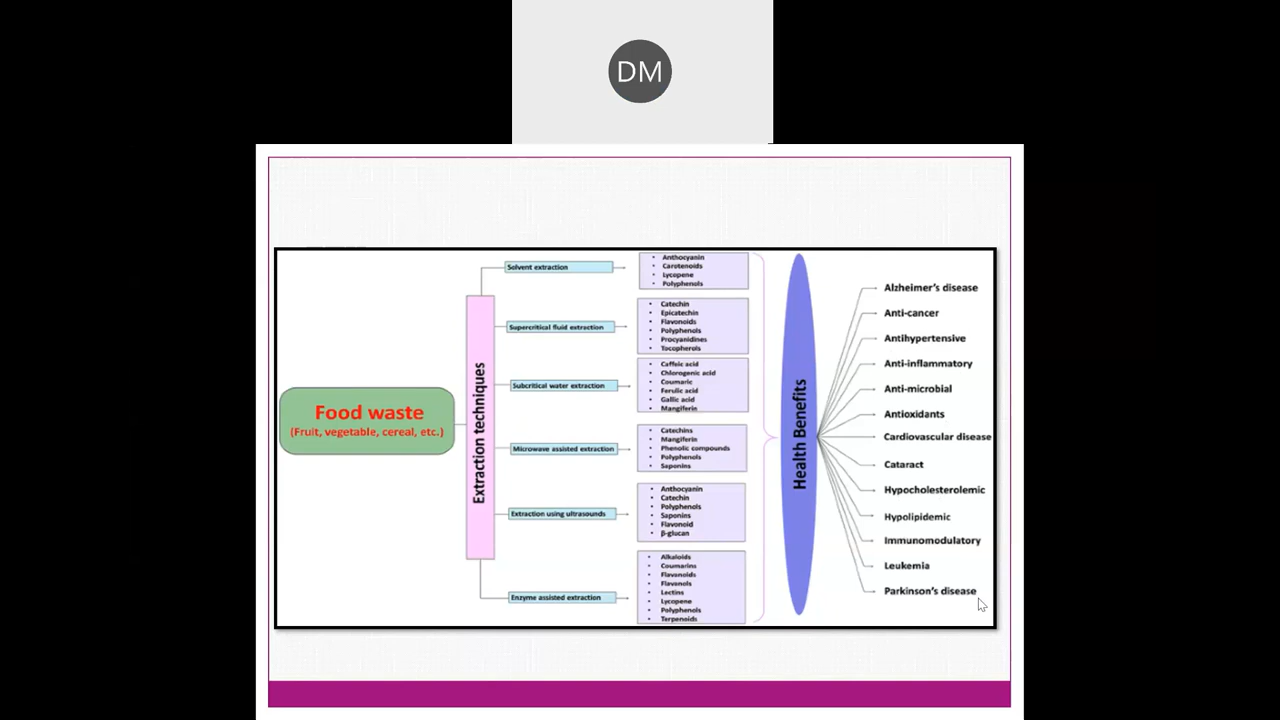 DM
Food waste
(Fruit, vegetable, cereal, etc.)
Extraction techniques
Solvent extraction
• Anthocyanin
• Carotenoids
• Lycopene
• Polyphenols
Supercritical fluid extraction
• Catechin
• Epicatechin
• Flavonoids
• Polyphenols
• Procyanidines
• Tocopherols
Subcritical water extraction
• Caffeic acid
• Chlorogenic acid
• Coumaric
• Ferulic acid
• Gallic acid
• Mangiferin
Microwave assisted extraction
• Catechins
• Mangiferin
• Phenolic compounds
• Polyphenols
• Saponins
Extraction using ultrasounds
• Anthocyanin
• Catechin
• Polyphenols
• Saponins
• Flavonoid
• β-glucan
Enzyme assisted extraction
• Alkaloids
• Coumarins
• Flavanoids
• Flavanols
• Lectins
• Lycopene
• Polyphenols
• Terpenoids
Health Benefits
Alzheimer's disease
Anti-cancer
Antihypertensive
Anti-inflammatory
Anti-microbial
Antioxidants
Cardiovascular disease
Cataract
Hypocholesterolemic
Hypolipidemic
Immunomodulatory
Leukemia
Parkinson's disease